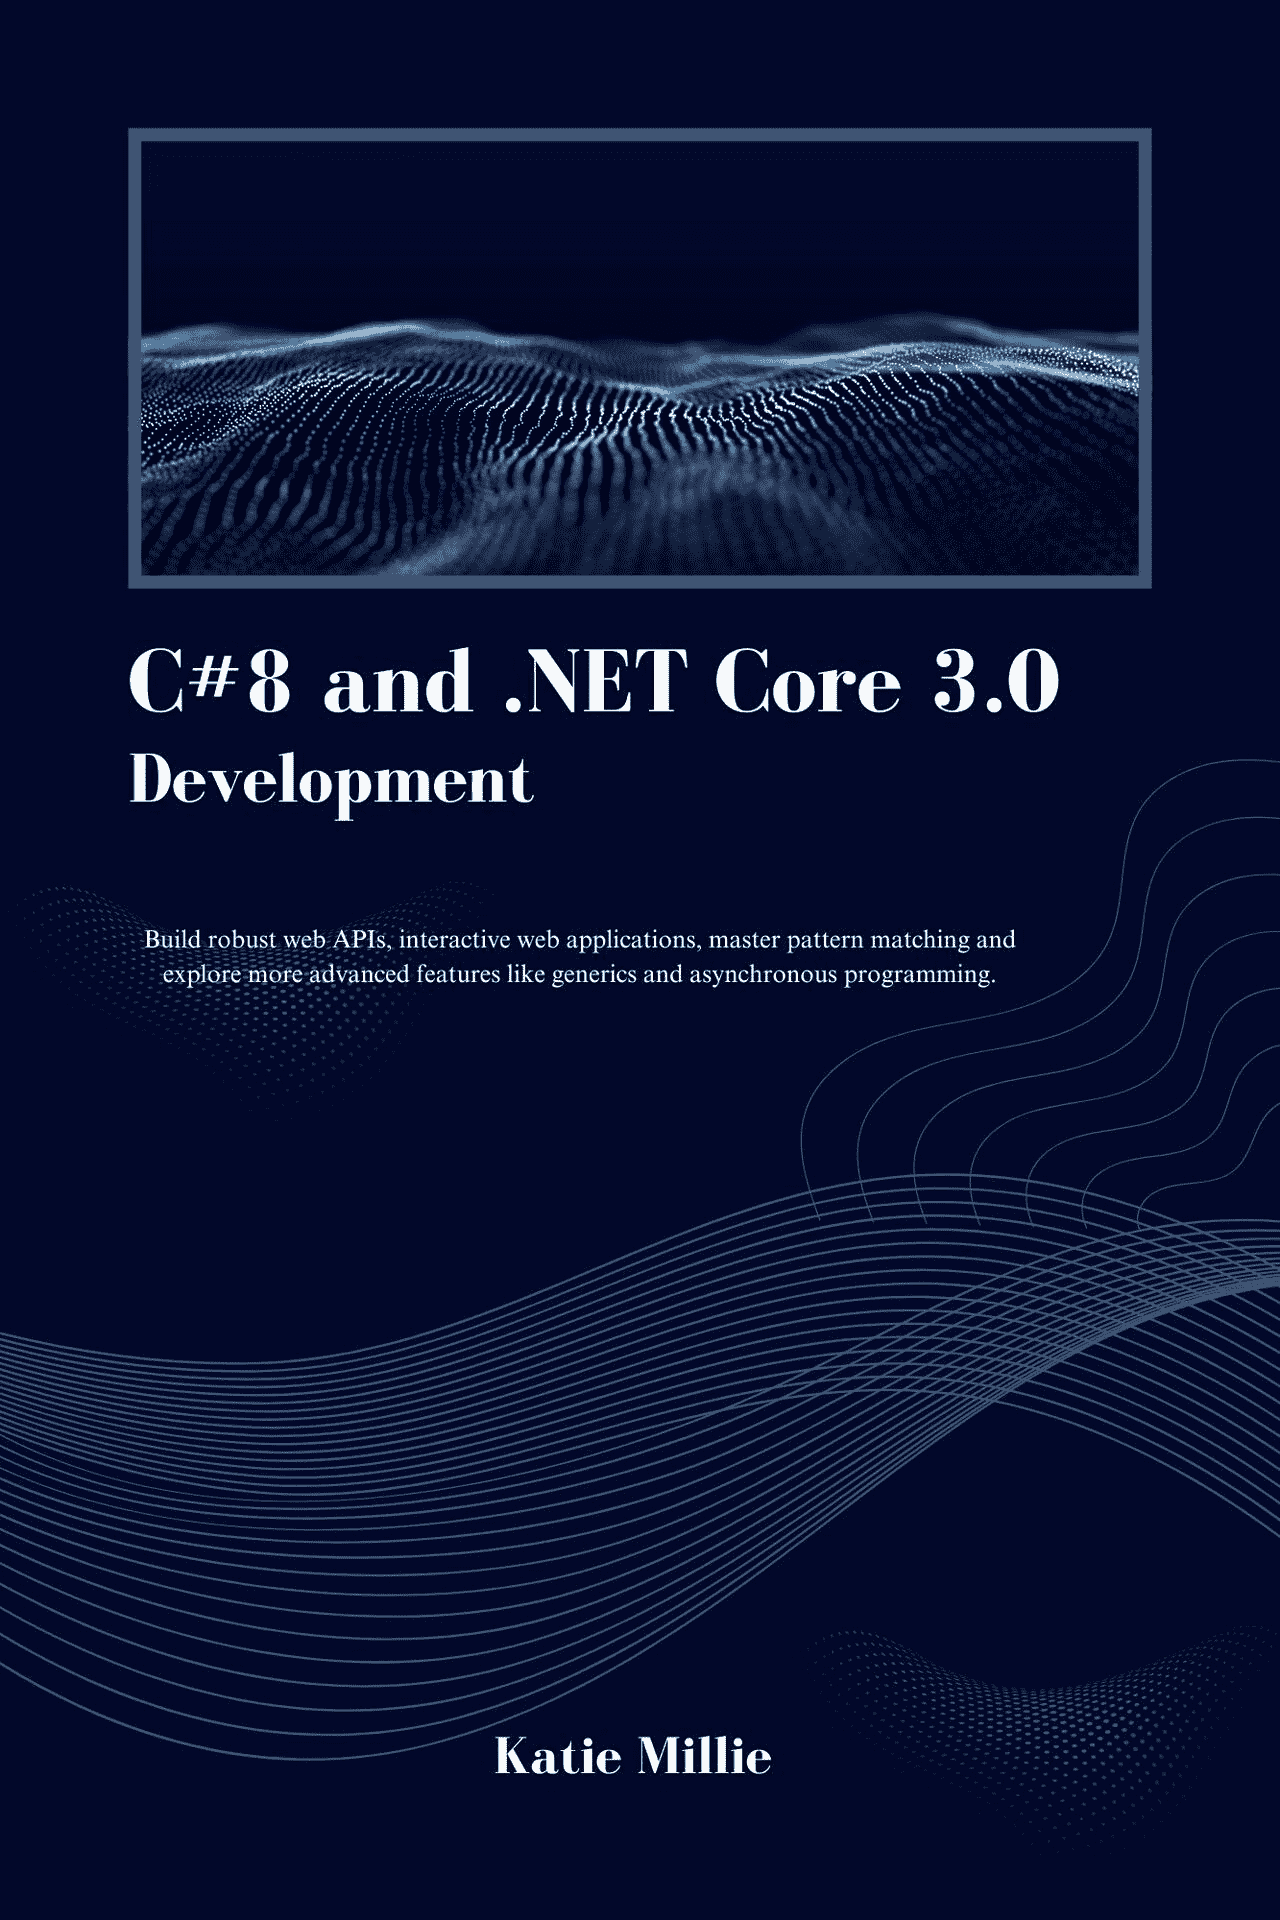 C#8 and .NET Core 3.0
Development
Build robust web APIs, interactive web applications, master pattern matching and
explore more advanced features like generics and asynchronous programming.
Katie Millie